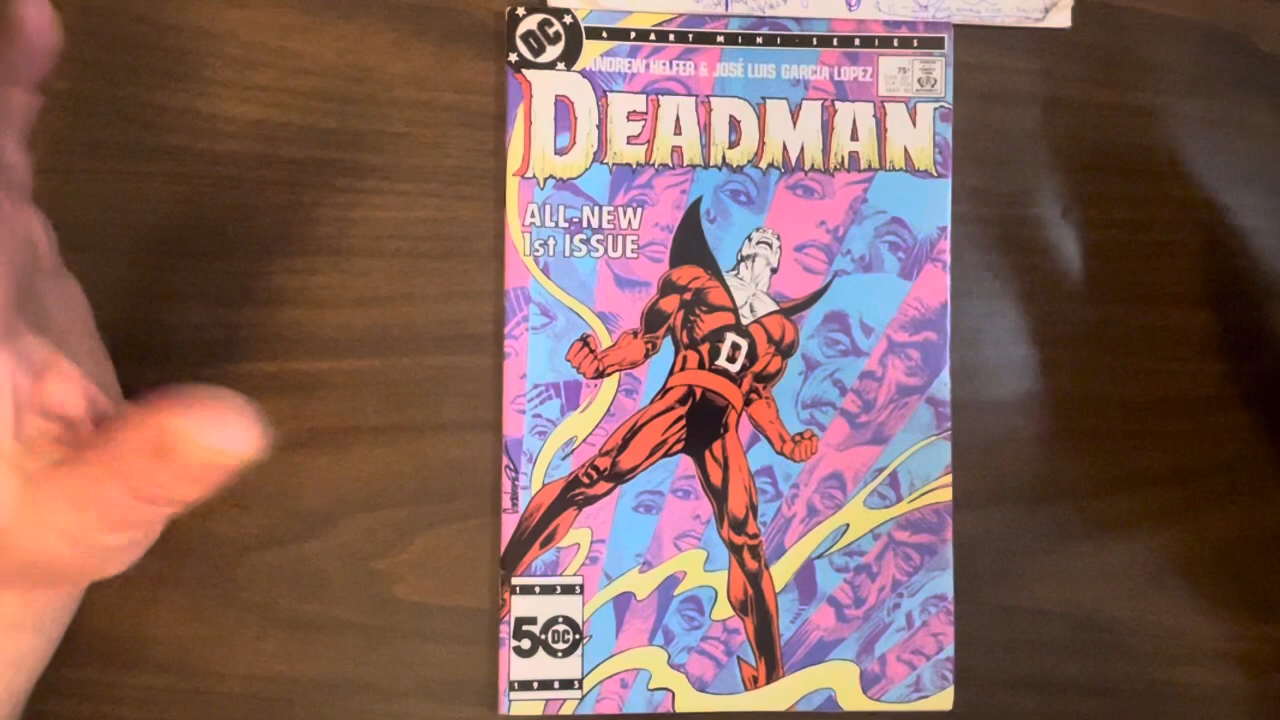 DC
4 PART MINI-SERIES
ANDREW HELFER & JOSÉ LUIS GARCÍA LOPEZ
75¢
DEADMAN
ALL-NEW
1st ISSUE
D
1935
50 DC
1985